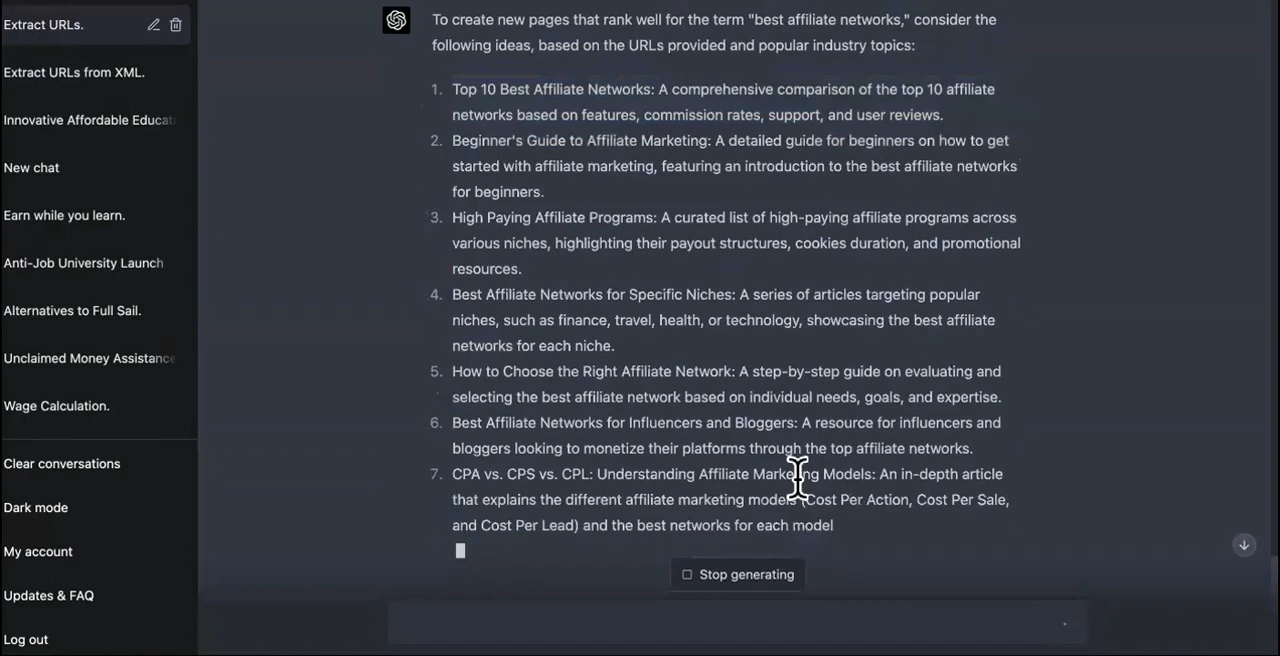 Extract URLs.
Extract URLs from XML.
Innovative Affordable Educat
New chat
Earn while you learn.
Anti-Job University Launch
Alternatives to Full Sail.
Unclaimed Money Assistance
Wage Calculation.
Clear conversations
Dark mode
My account
Updates & FAQ
Log out
To create new pages that rank well for the term "best affiliate networks," consider the
following ideas, based on the URLs provided and popular industry topics:
1. Top 10 Best Affiliate Networks: A comprehensive comparison of the top 10 affiliate
networks based on features, commission rates, support, and user reviews.
2. Beginner's Guide to Affiliate Marketing: A detailed guide for beginners on how to get
started with affiliate marketing, featuring an introduction to the best affiliate networks
for beginners.
3. High Paying Affiliate Programs: A curated list of high-paying affiliate programs across
various niches, highlighting their payout structures, cookies duration, and promotional
resources.
4. Best Affiliate Networks for Specific Niches: A series of articles targeting popular
niches, such as finance, travel, health, or technology, showcasing the best affiliate
networks for each niche.
5. How to Choose the Right Affiliate Network: A step-by-step guide on evaluating and
selecting the best affiliate network based on individual needs, goals, and expertise.
6. Best Affiliate Networks for Influencers and Bloggers: A resource for influencers and
bloggers looking to monetize their platforms through the top affiliate networks.
7. CPA vs. CPS vs. CPL: Understanding Affiliate Marketing Models: An in-depth article
that explains the different affiliate marketing models (Cost Per Action, Cost Per Sale,
and Cost Per Lead) and the best networks for each model
Stop generating